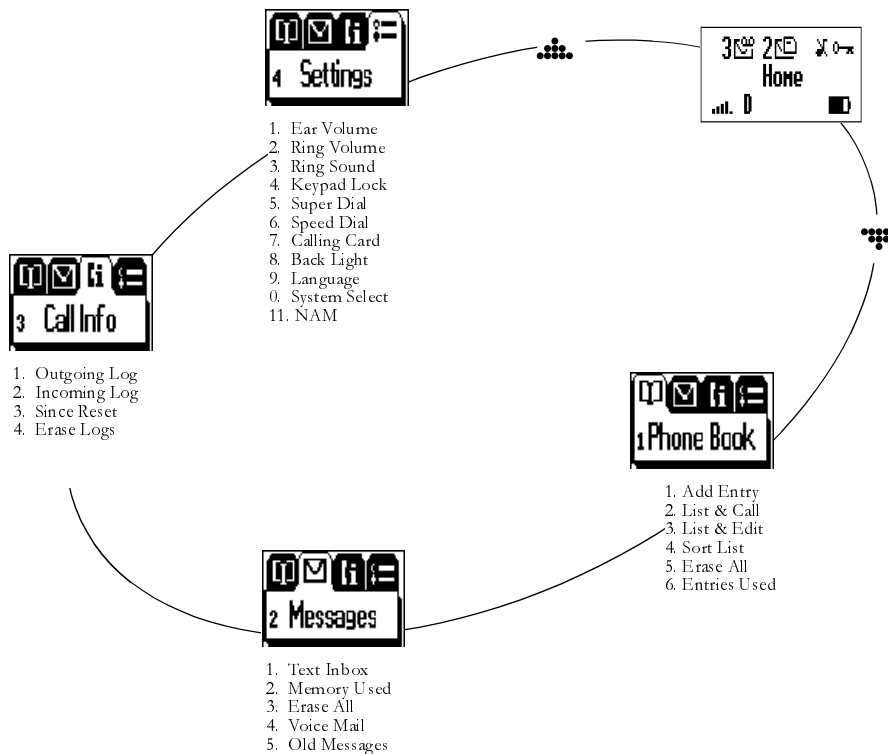 4 Settings
1. Ear Volume
2. Ring Volume
3. Ring Sound
4. Keypad Lock
5. Super Dial
6. Speed Dial
7. Calling Card
8. Back Light
9. Language
0. System Select
11. NAM
3 2
Home
D
3 Call Info
1. Outgoing Log
2. Incoming Log
3. Since Reset
4. Erase Logs
1 Phone Book
1. Add Entry
2. List & Call
3. List & Edit
4. Sort List
5. Erase All
6. Entries Used
2 Messages
1. Text Inbox
2. Memory Used
3. Erase All
4. Voice Mail
5. Old Messages